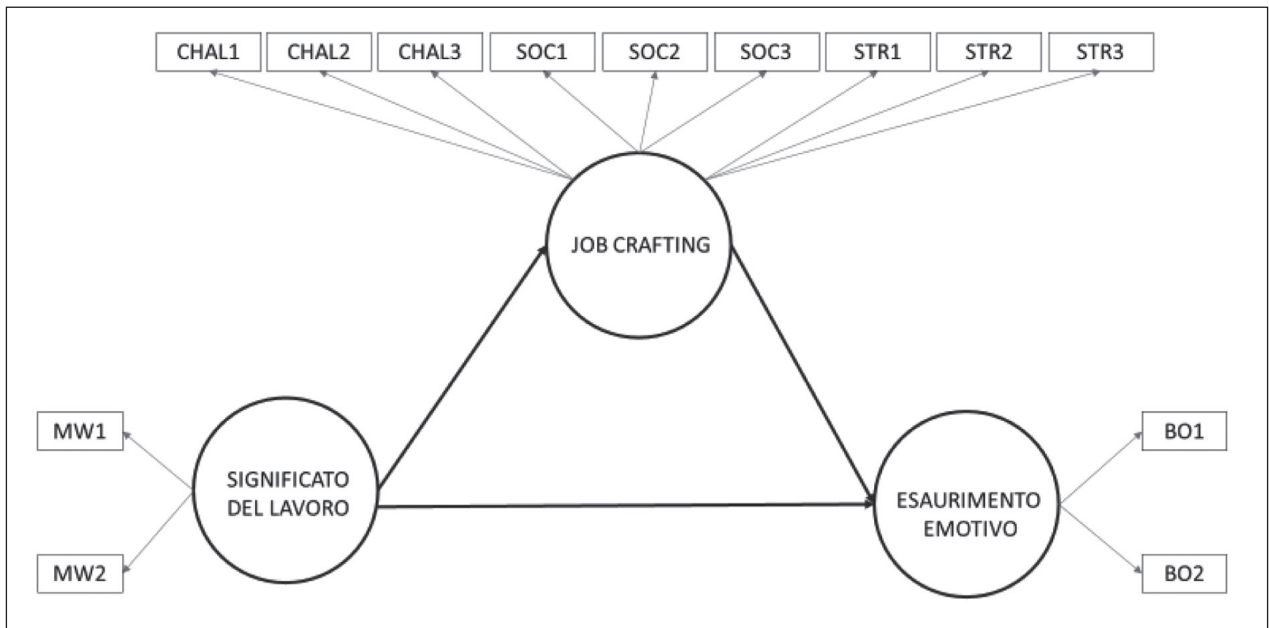 CHAL1 CHAL2 CHAL3 SOC1 SOC2 SOC3 STR1 STR2 STR3
JOB CRAFTING
MW1
SIGNIFICATO
DEL LAVORO
MW2
ESAURIMENTO
EMOTIVO
BO1
BO2